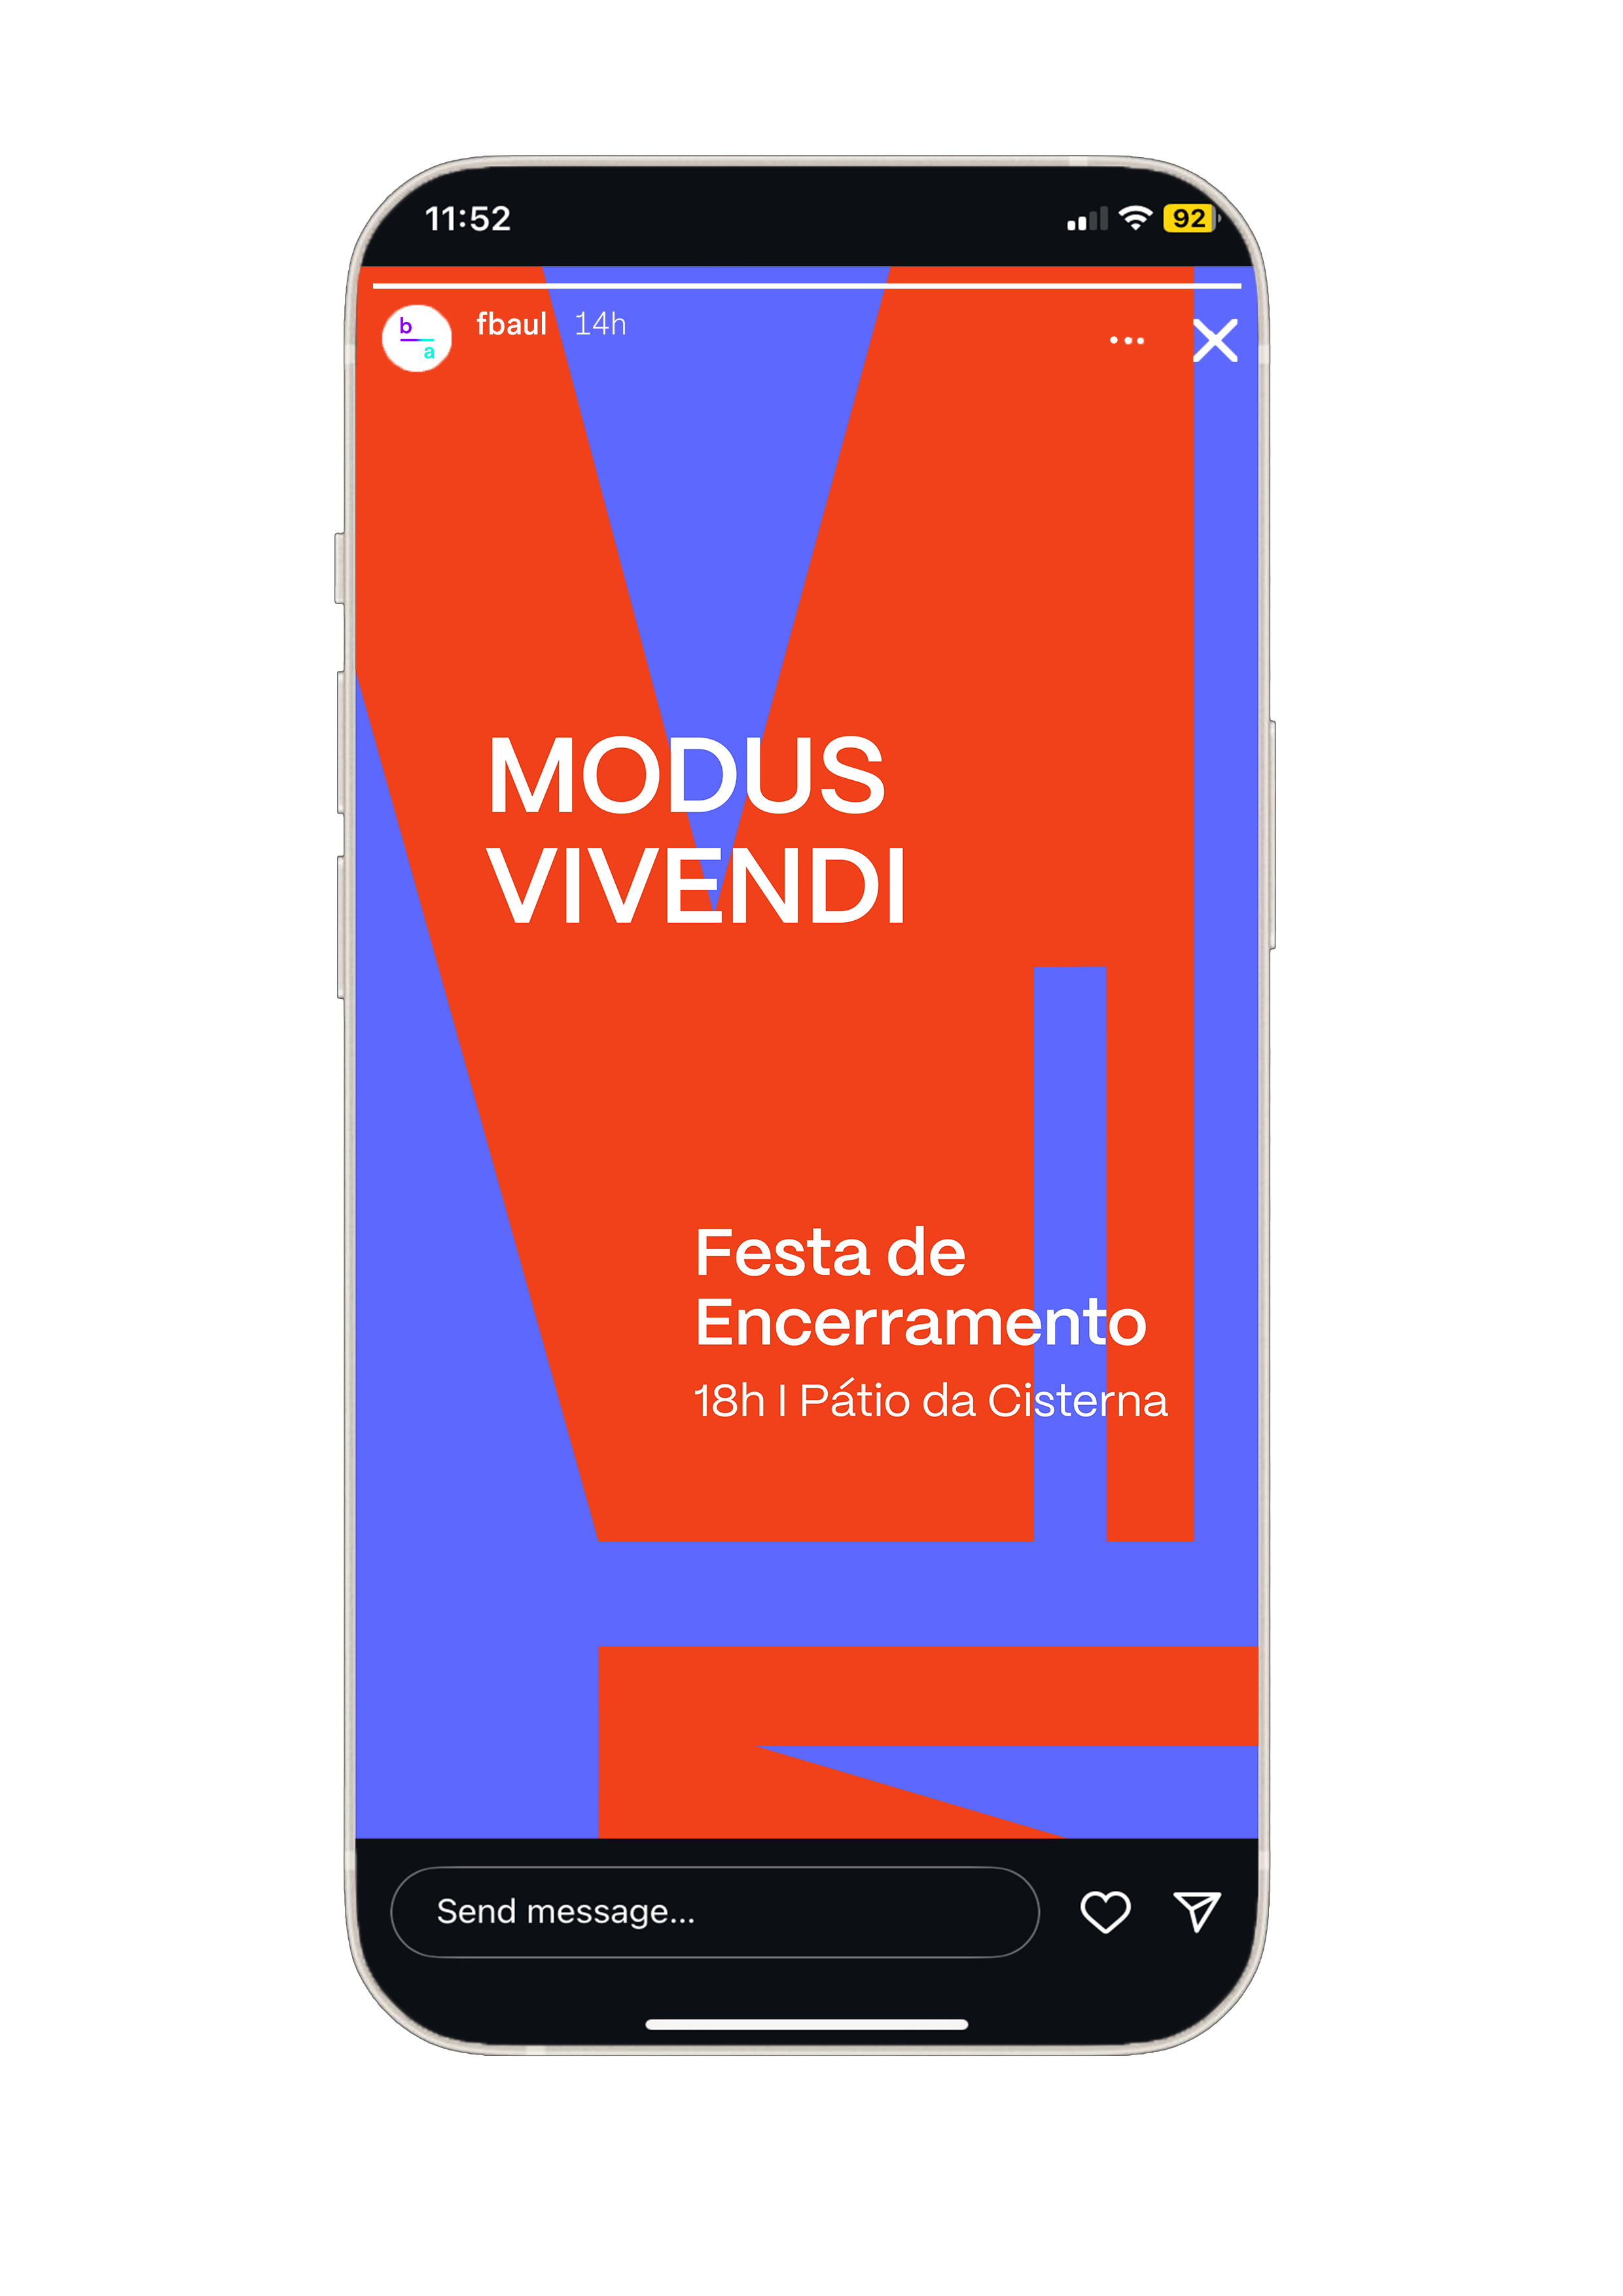 11:52
92
b
a
fbaul 14h
MODUS
VIVENDI
Festa de
Encerramento
18h I Pátio da Cisterna
Send message...